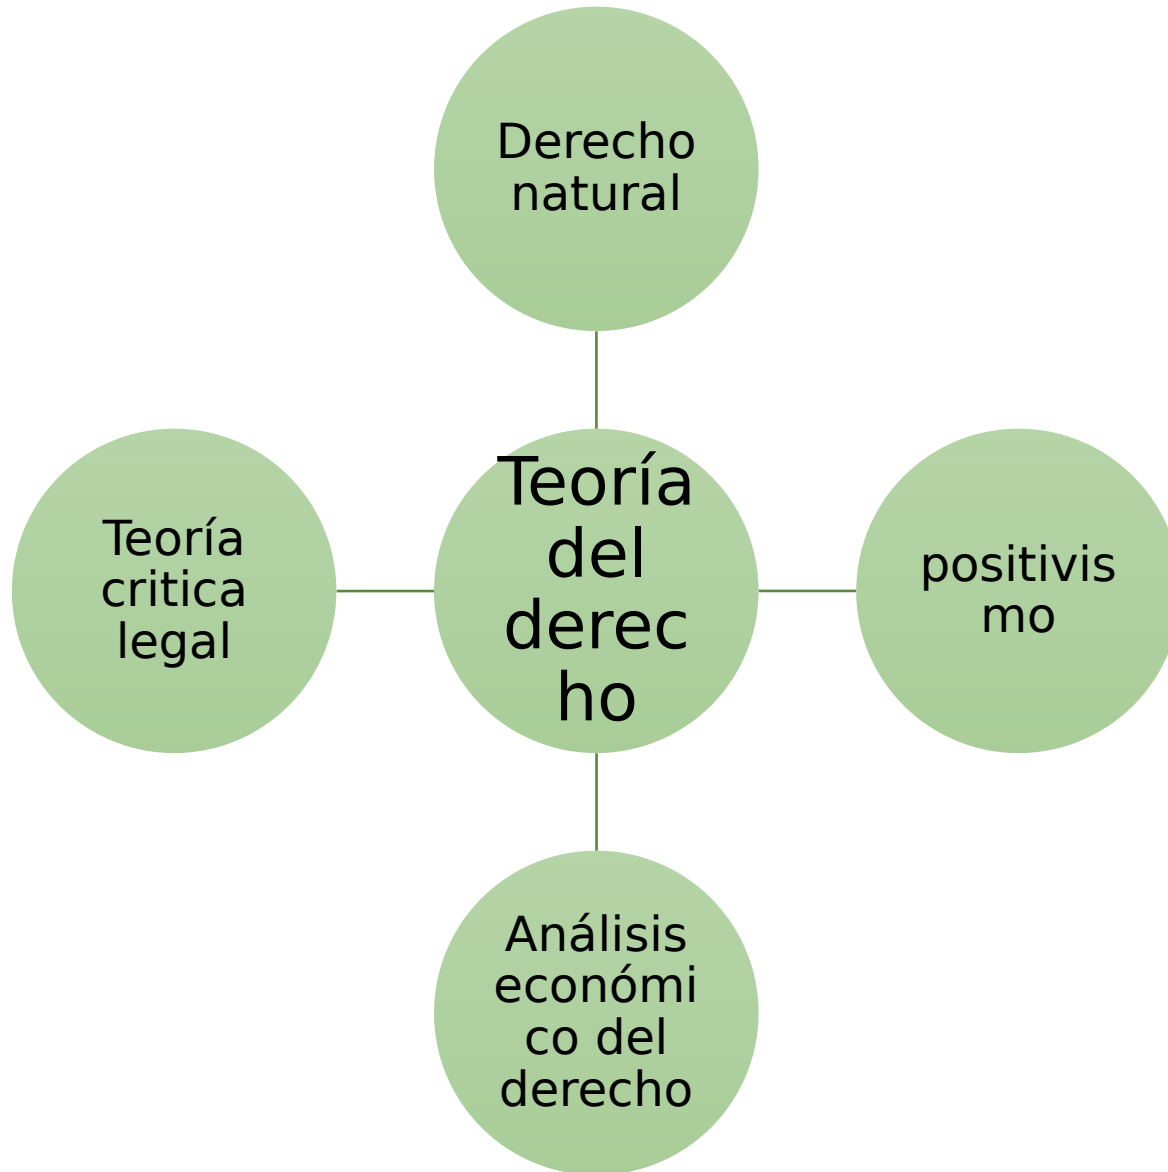 Derecho
natural
Teoría
critica
legal
Teoría
del
derec
ho
positivis
mo
Análisis
económi
co del
derecho